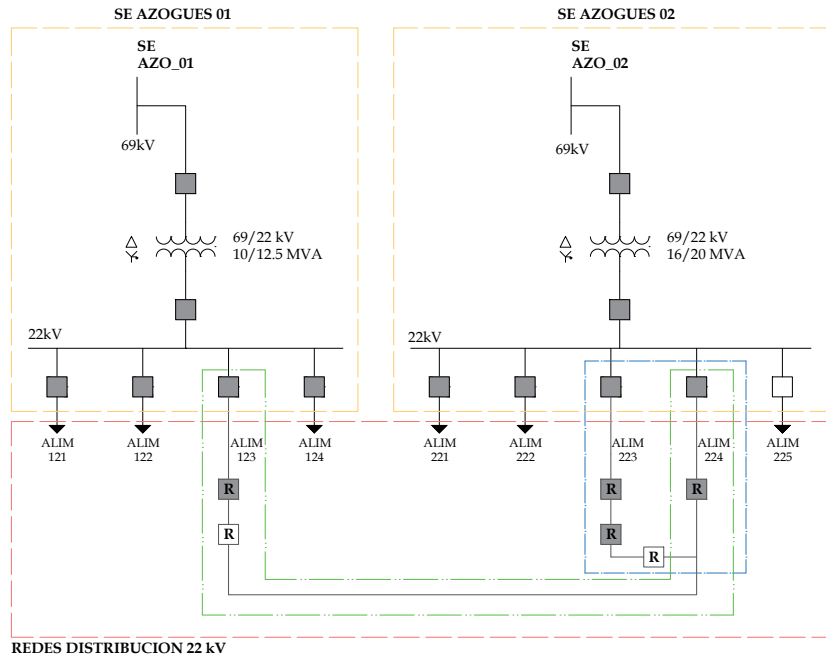 SE AZOGUES 01
SE AZOGUES 02
SE
AZO_01
SE
AZO_02
69kV
69kV
69/22 kV
10/12.5 MVA
69/22 kV
16/20 MVA
22kV
22kV
ALIM
121
ALIM
122
ALIM
123
ALIM
124
ALIM
221
ALIM
222
ALIM
223
ALIM
224
ALIM
225
R
R
R
R
R
R
REDES DISTRIBUCION 22 kV